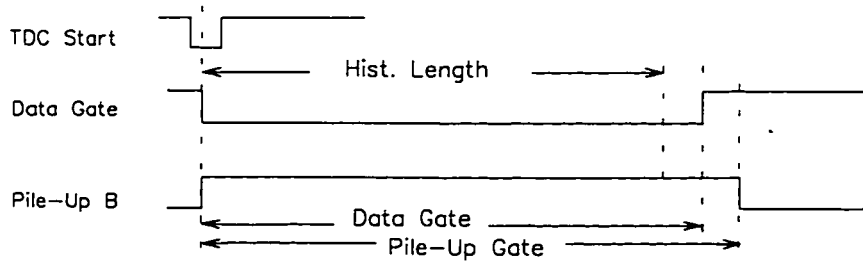 TDC Start
Hist. Length
Data Gate
Pile-Up B
Data Gate
Pile-Up Gate